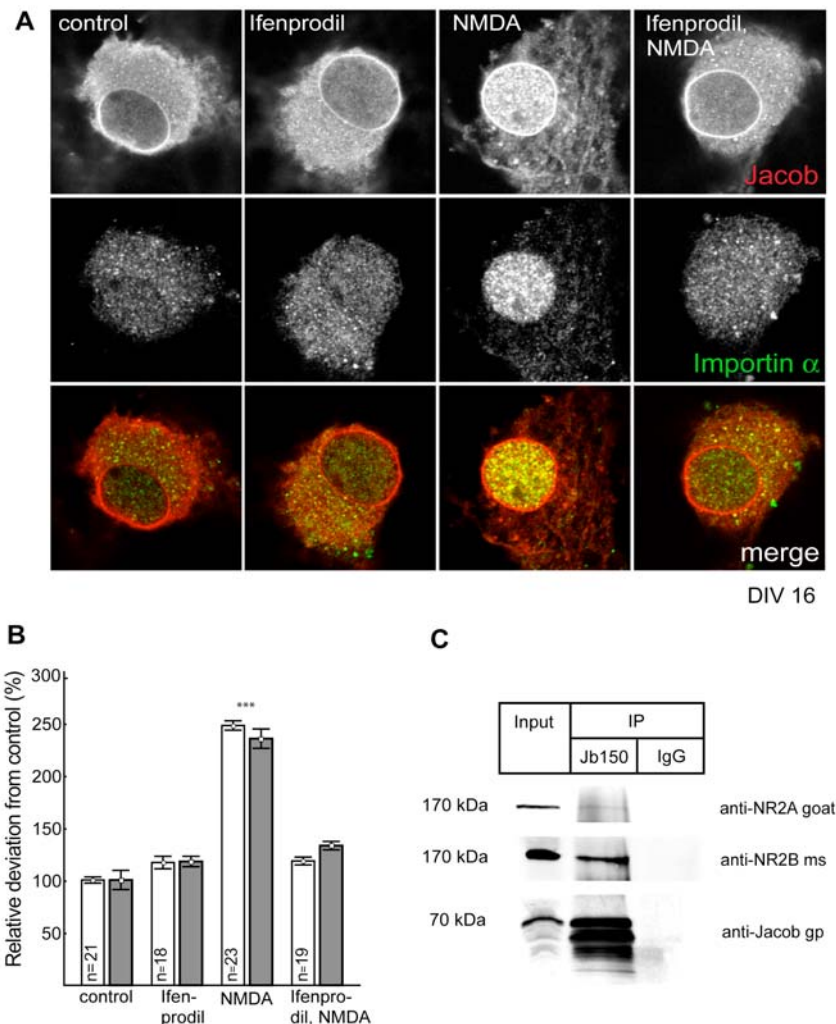 A
control
Ifenprodil
NMDA
Ifenprodil,
NMDA
Jacob
Importin α
merge
DIV 16
B
Relative deviation from control (%)
300
250
200
150
100
50
***
n=21
n=18
n=23
n=19
control
Ifen-
prodil
NMDA
Ifenpro-
dil, NMDA
C
Input
IP
Jb150
IgG
170 kDa
anti-NR2A goat
170 kDa
anti-NR2B ms
70 kDa
anti-Jacob gp